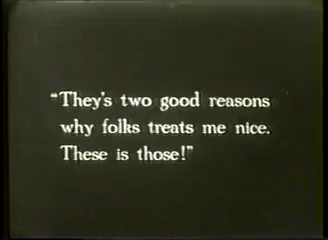 "They's two good reasons
why folks treats me nice.
These is those!"